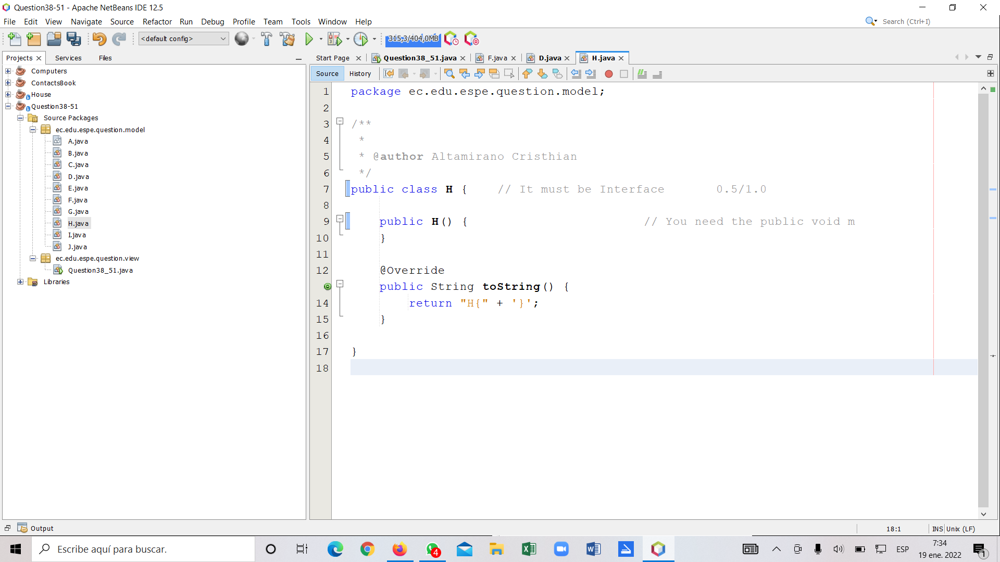 Question38-51 - Apache NetBeans IDE 12.5
File Edit View Navigate Source Refactor Run Debug Profile Team Tools Window Help
Search (Ctrl+I)
<default config>
315,3/404,0MB
Projects Services Files
Start Page Question38_51.java F.java D.java H.java
Source History
Computers
ContactsBook
House
Question38-51
Source Packages
ec.edu.espe.question.model
A.java
B.java
C.java
D.java
E.java
F.java
G.java
H.java
I.java
J.java
ec.edu.espe.question.view
Question38_51.java
Libraries
1 package ec.edu.espe.question.model;
2
3 /**
4 *
5 * @author Altamirano Cristhian
6 */
7 public class H { // It must be Interface 0.5/1.0
8
9 public H() { // You need the public void m
10 }
11
12 @Override
public String toString() {
14 return "H{" + '}';
15 }
16
17 }
18
Output
18:1 INS Unix (LF)
Escribe aquí para buscar.
4
ESP
7:34
19 ene. 2022
1